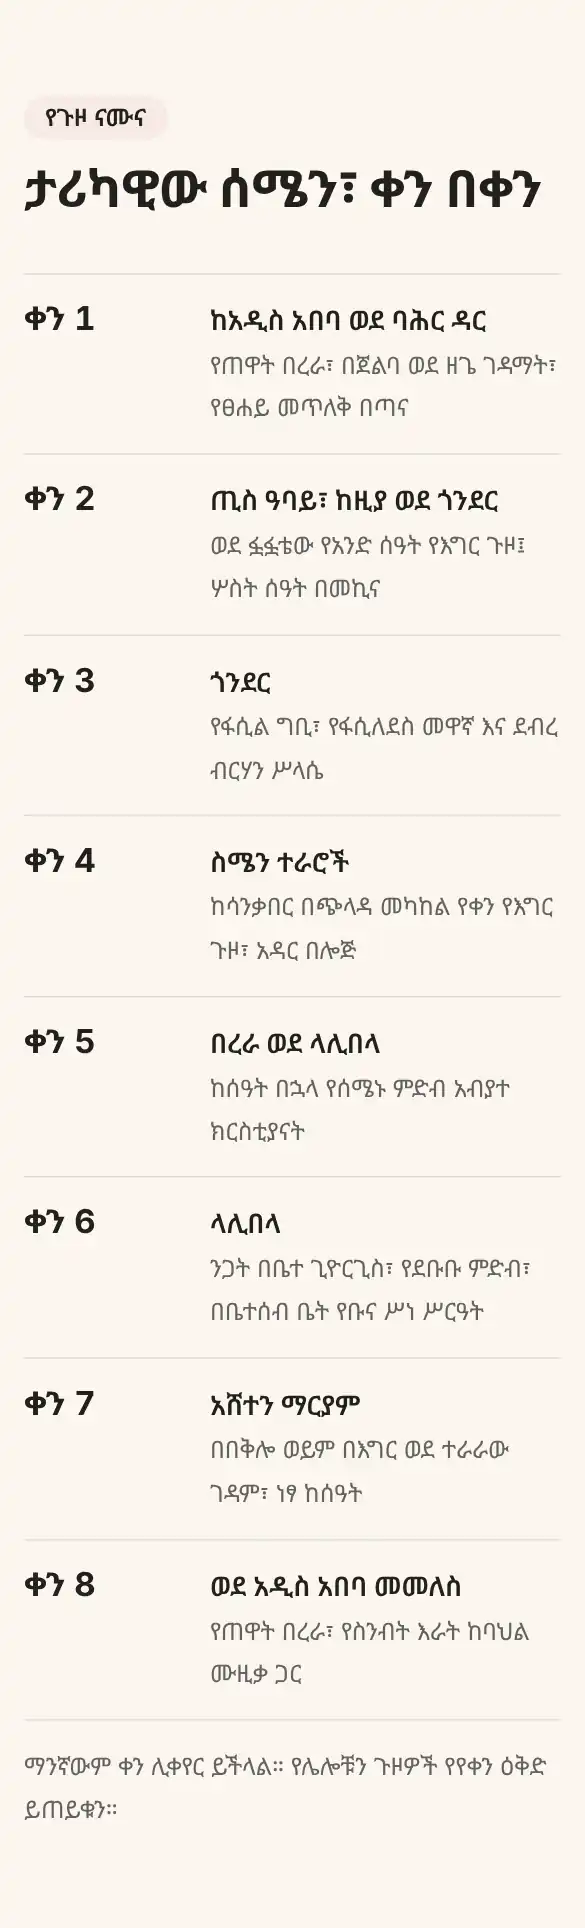 የጉዞ ናሙና
ታሪካዊው ሰሜን፣ ቀን በቀን
ቀን 1
ከአዲስ አበባ ወደ ባሕር ዳር
የጠዋት በረራ፣ በጀልባ ወደ ዘጌ ገዳማት፣
የፀሐይ መጥለቅ በጣና
ቀን 2
ጢስ ዓባይ፣ ከዚያ ወደ ጎንደር
ወደ ፏፏቴው የአንድ ሰዓት የእግር ጉዞ፤
ሦስት ሰዓት በመኪና
ቀን 3
ጎንደር
የፋሲል ግቢ፣ የፋሲለደስ መዋኛ እና ደብረ
ብርሃን ሥላሴ
ቀን 4
ስሜን ተራሮች
ከሳንቃበር በጭላዳ መካከል የቀን የእግር
ጉዞ፣ አዳር በሎጅ
ቀን 5
በረራ ወደ ላሊበላ
ከሰዓት በኋላ የሰሜኑ ምድብ አብያተ
ክርስቲያናት
ቀን 6
ላሊበላ
ንጋት በቤተ ጊዮርጊስ፣ የደቡቡ ምድብ፣
በቤተሰብ ቤት የቡና ሥነ ሥርዓት
ቀን 7
አሸተን ማርያም
በበቅሎ ወይም በእግር ወደ ተራራው
ገዳም፣ ነፃ ከሰዓት
ቀን 8
ወደ አዲስ አበባ መመለስ
የጠዋት በረራ፣ የስንብት እራት ከባህል
ሙዚቃ ጋር
ማንኛውም ቀን ሊቀየር ይችላል። የሌሎቹን ጉዞዎች የየቀን ዕቅድ
ይጠይቁን።